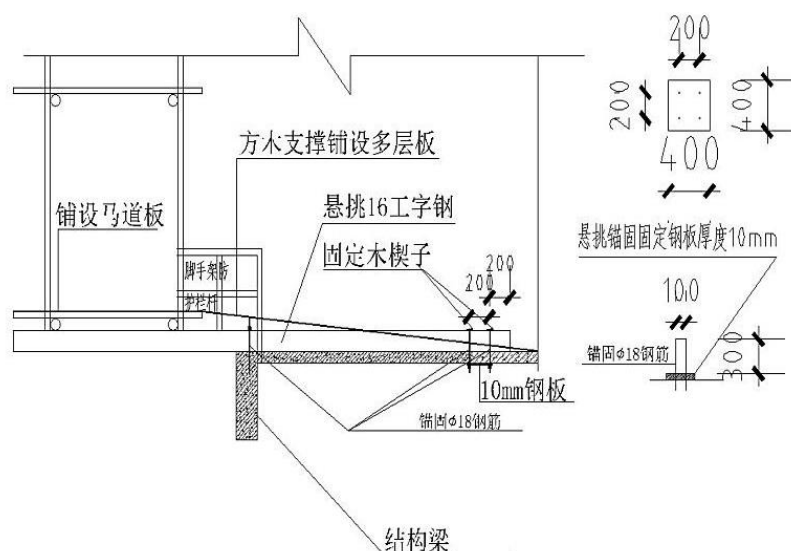 200
方木支撑铺设多层板
200
400
400
悬挑16工字钢
铺设马道板
固定木楔子
脚手架防
护栏杆
200
200
悬挑锚固固定钢板厚度10mm
100
锚固φ18钢筋
300
10mm钢板
锚固φ18钢筋
结构梁